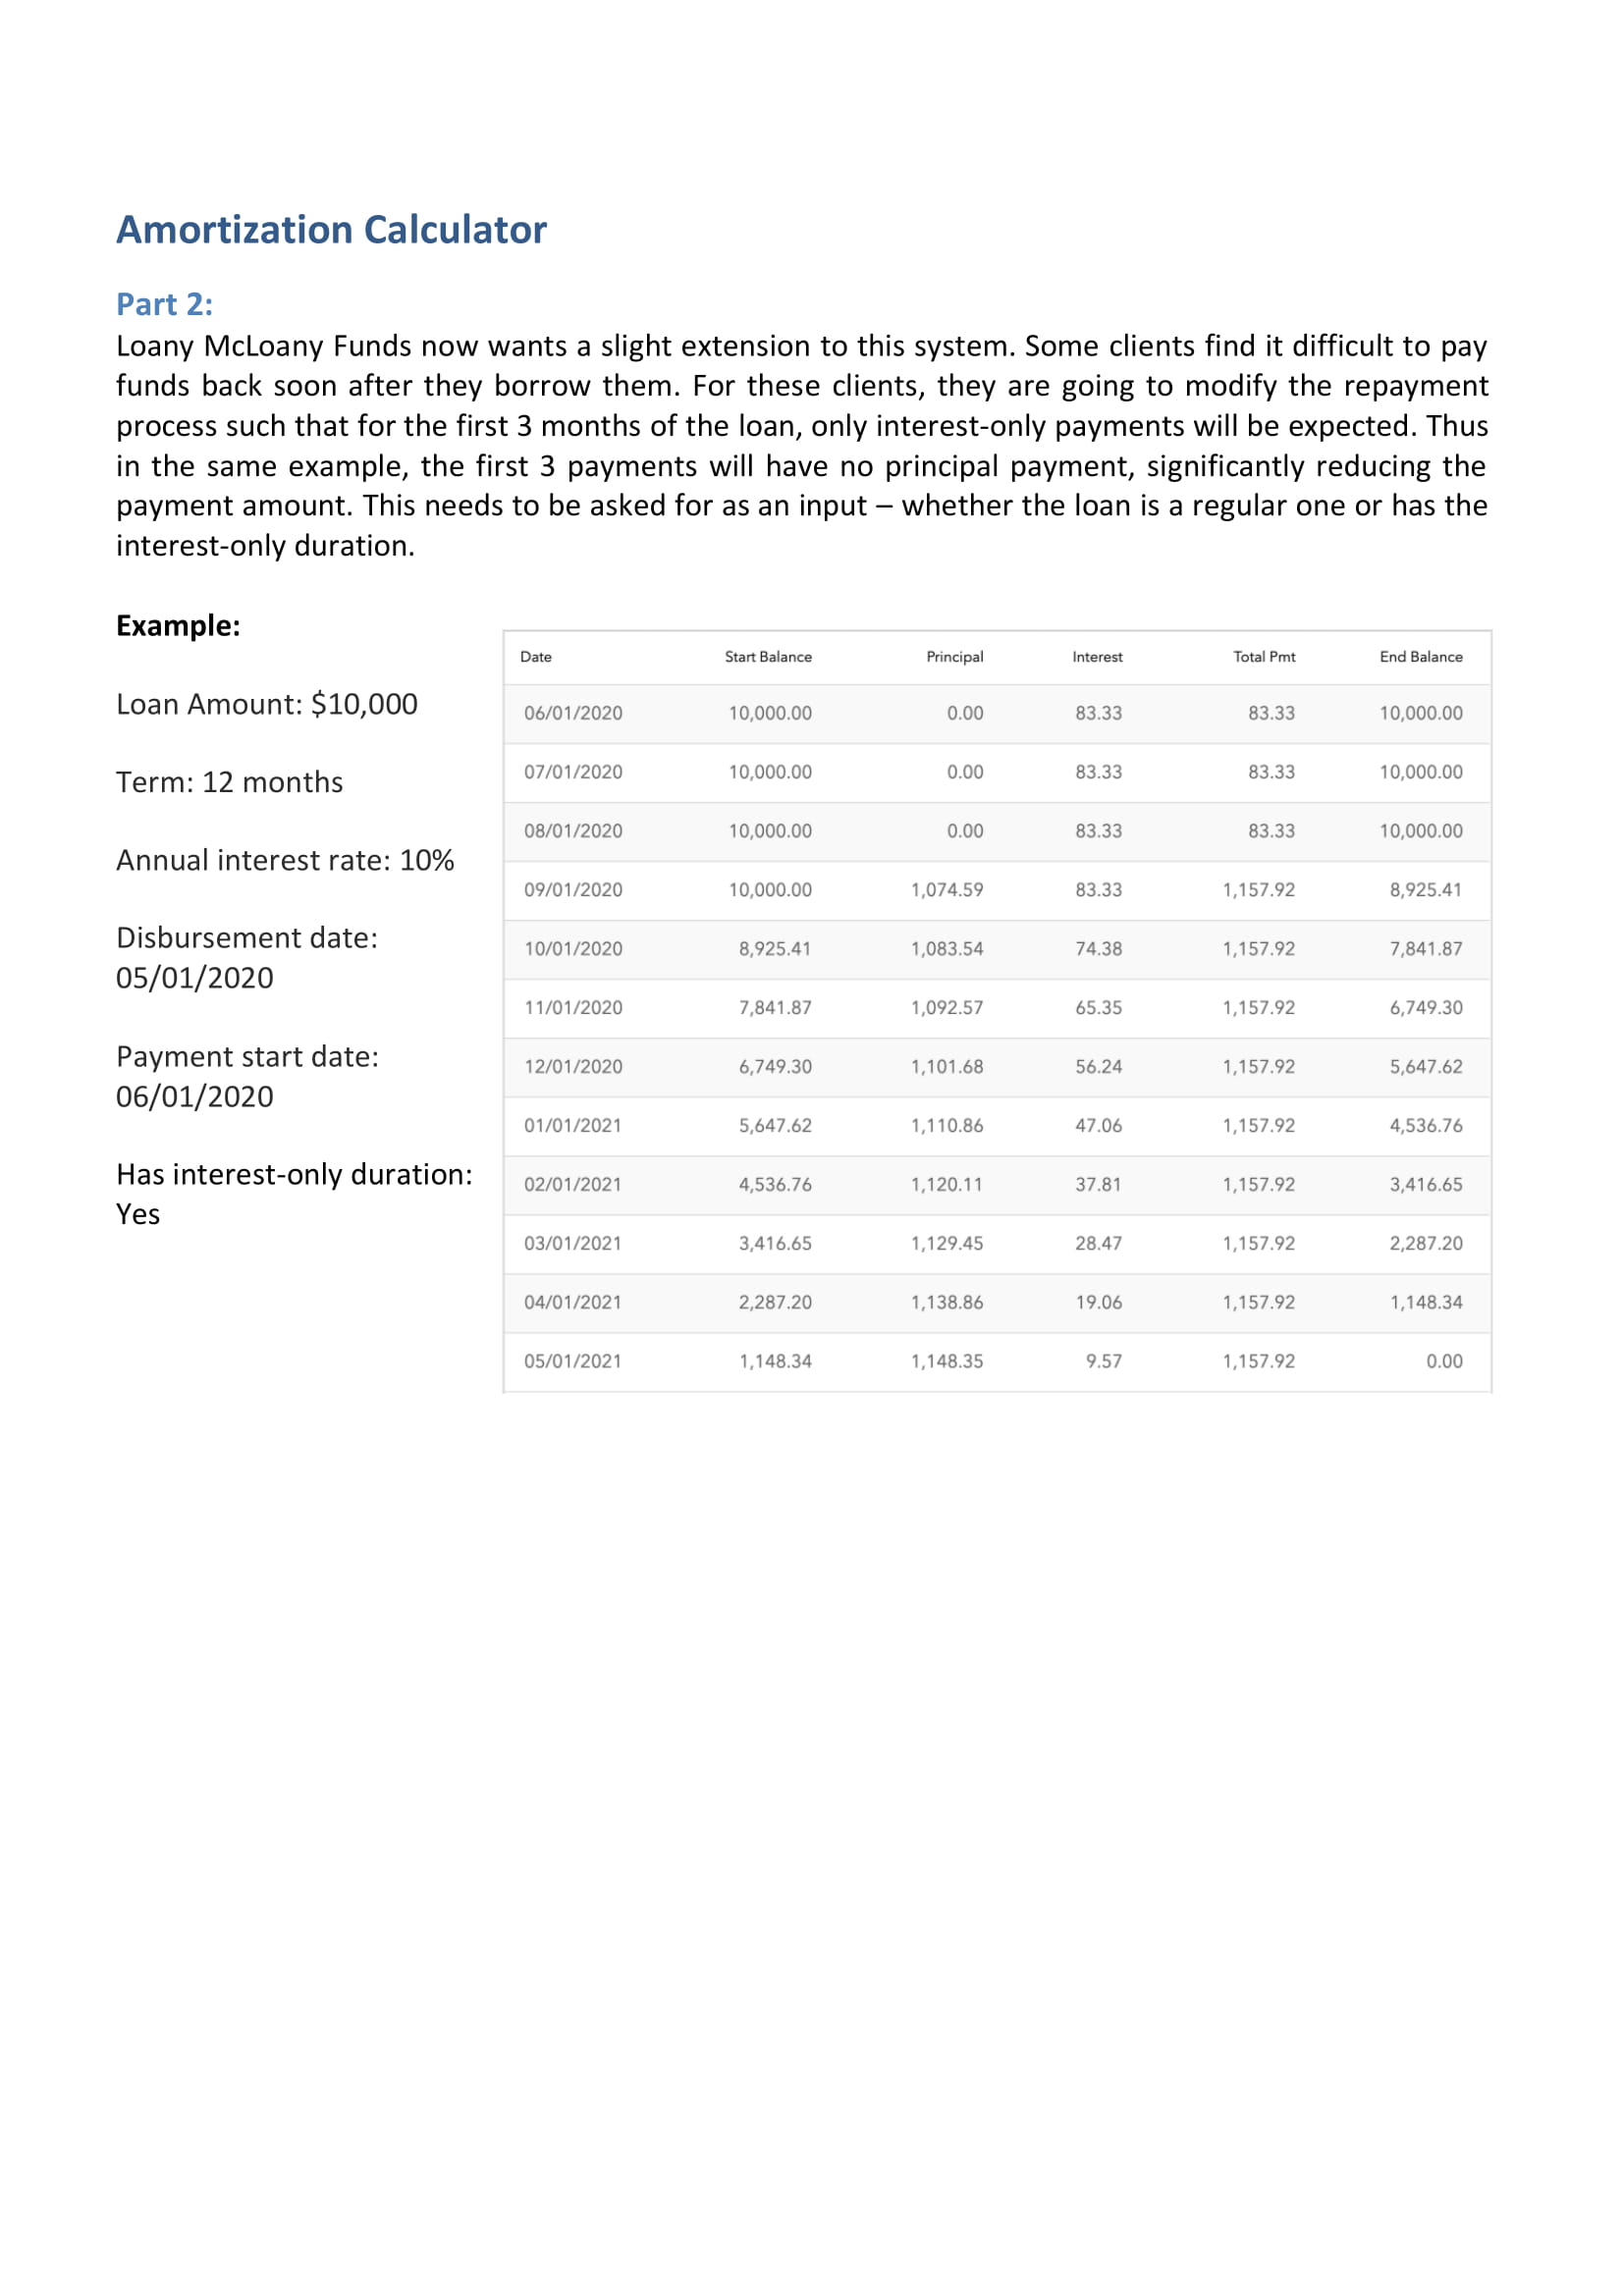 Amortization Calculator
Part 2:
Loany McLoany Funds now wants a slight extension to this system. Some clients find it difficult to pay
funds back soon after they borrow them. For these clients, they are going to modify the repayment
process such that for the first 3 months of the loan, only interest-only payments will be expected. Thus
in the same example, the first 3 payments will have no principal payment, significantly reducing the
payment amount. This needs to be asked for as an input – whether the loan is a regular one or has the
interest-only duration.
Example:
Loan Amount: $10,000
Term: 12 months
Annual interest rate: 10%
Disbursement date:
05/01/2020
Payment start date:
06/01/2020
Has interest-only duration:
Yes
Date Start Balance Principal Interest Total Pmt End Balance
06/01/2020 10,000.00 0.00 83.33 83.33 10,000.00
07/01/2020 10,000.00 0.00 83.33 83.33 10,000.00
08/01/2020 10,000.00 0.00 83.33 83.33 10,000.00
09/01/2020 10,000.00 1,074.59 83.33 1,157.92 8,925.41
10/01/2020 8,925.41 1,083.54 74.38 1,157.92 7,841.87
11/01/2020 7,841.87 1,092.57 65.35 1,157.92 6,749.30
12/01/2020 6,749.30 1,101.68 56.24 1,157.92 5,647.62
01/01/2021 5,647.62 1,110.86 47.06 1,157.92 4,536.76
02/01/2021 4,536.76 1,120.11 37.81 1,157.92 3,416.65
03/01/2021 3,416.65 1,129.45 28.47 1,157.92 2,287.20
04/01/2021 2,287.20 1,138.86 19.06 1,157.92 1,148.34
05/01/2021 1,148.34 1,148.35 9.57 1,157.92 0.00